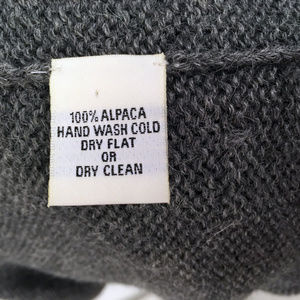 100% ALPACA
HAND WASH COLD
DRY FLAT
OR
DRY CLEAN